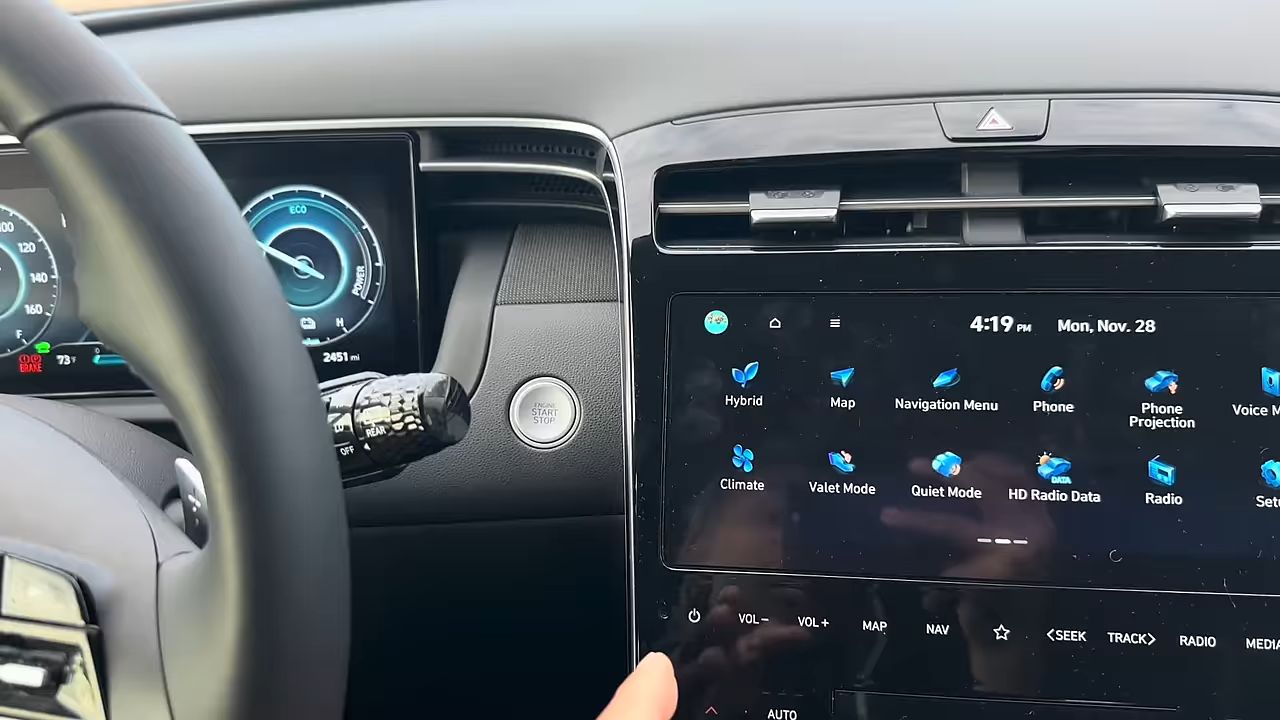 4:19 PM Mon, Nov. 28
Hybrid
Map
Navigation Menu
Phone
Phone
Projection
Voice M
Climate
Valet Mode
Quiet Mode
DATA
HD Radio Data
Radio
Set
VOL-
VOL+
MAP
NAV
<SEEK
TRACK>
RADIO
MEDIA
AUTO
ENGINE
START
STOP
LO
REAR
OFF
ECO
POWER
H
2451 mi
120
140
160
F
BRAKE
73°F